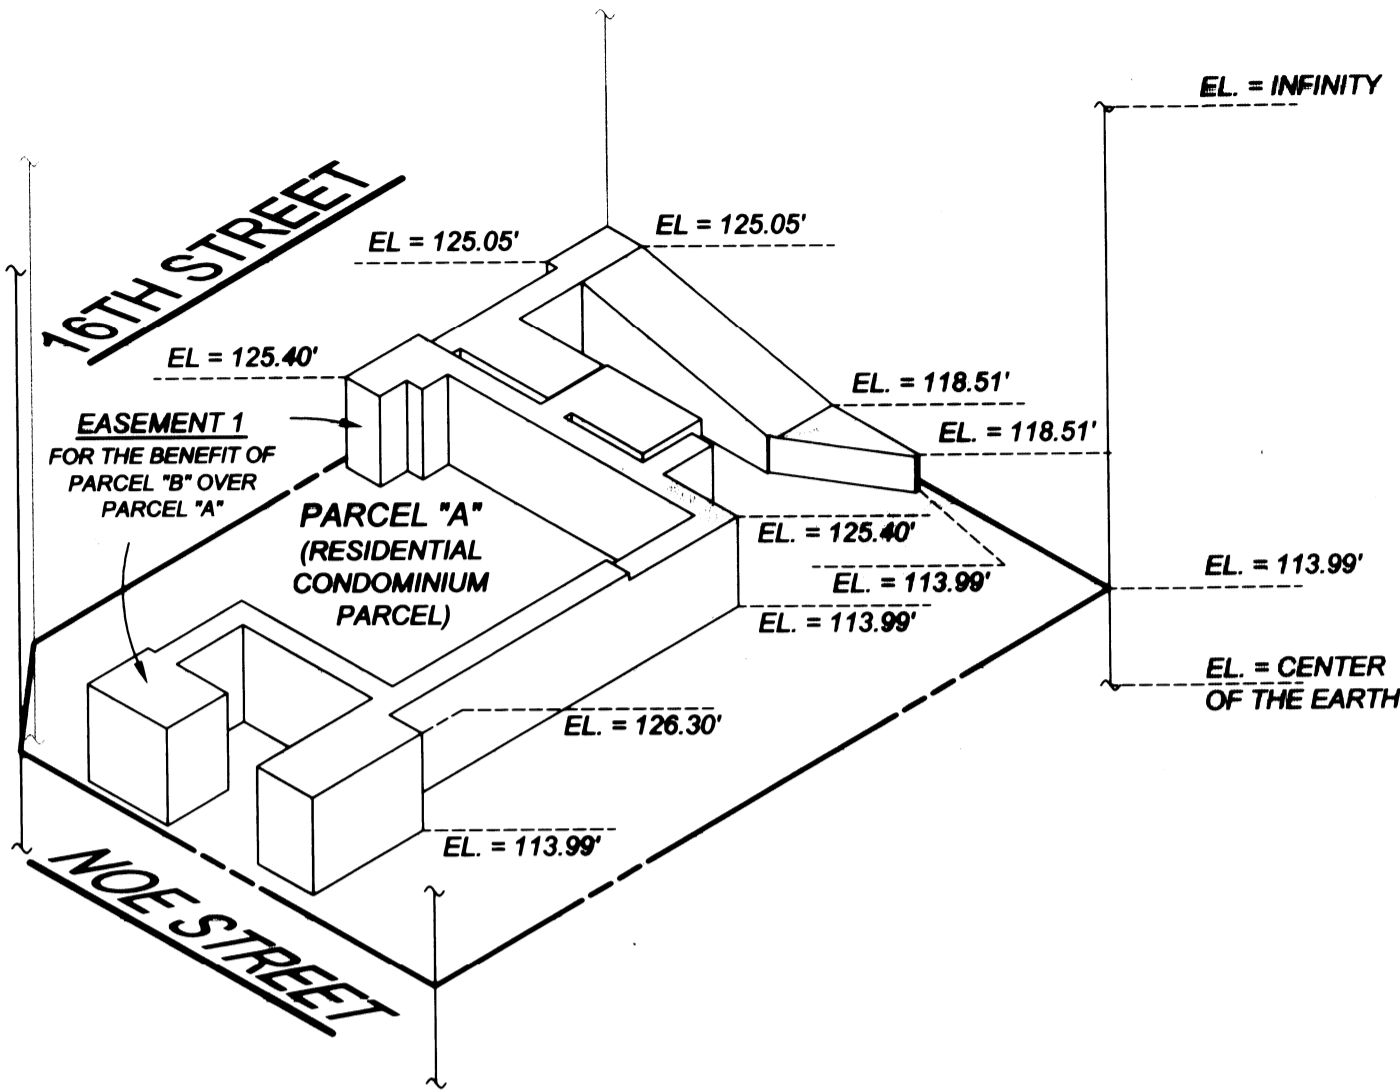 EL. = INFINITY
16TH STREET
EL = 125.05'
EL = 125.05'
EL = 125.40'
EL. = 118.51'
EASEMENT 1
FOR THE BENEFIT OF
PARCEL "B" OVER
PARCEL "A"
EL. = 118.51'
PARCEL "A"
(RESIDENTIAL
CONDOMINIUM
PARCEL)
EL. = 125.40'
EL. = 113.99'
EL. = 113.99'
EL. = 113.99'
EL. = CENTER
OF THE EARTH
EL. = 126.30'
EL. = 113.99'
NOE STREET